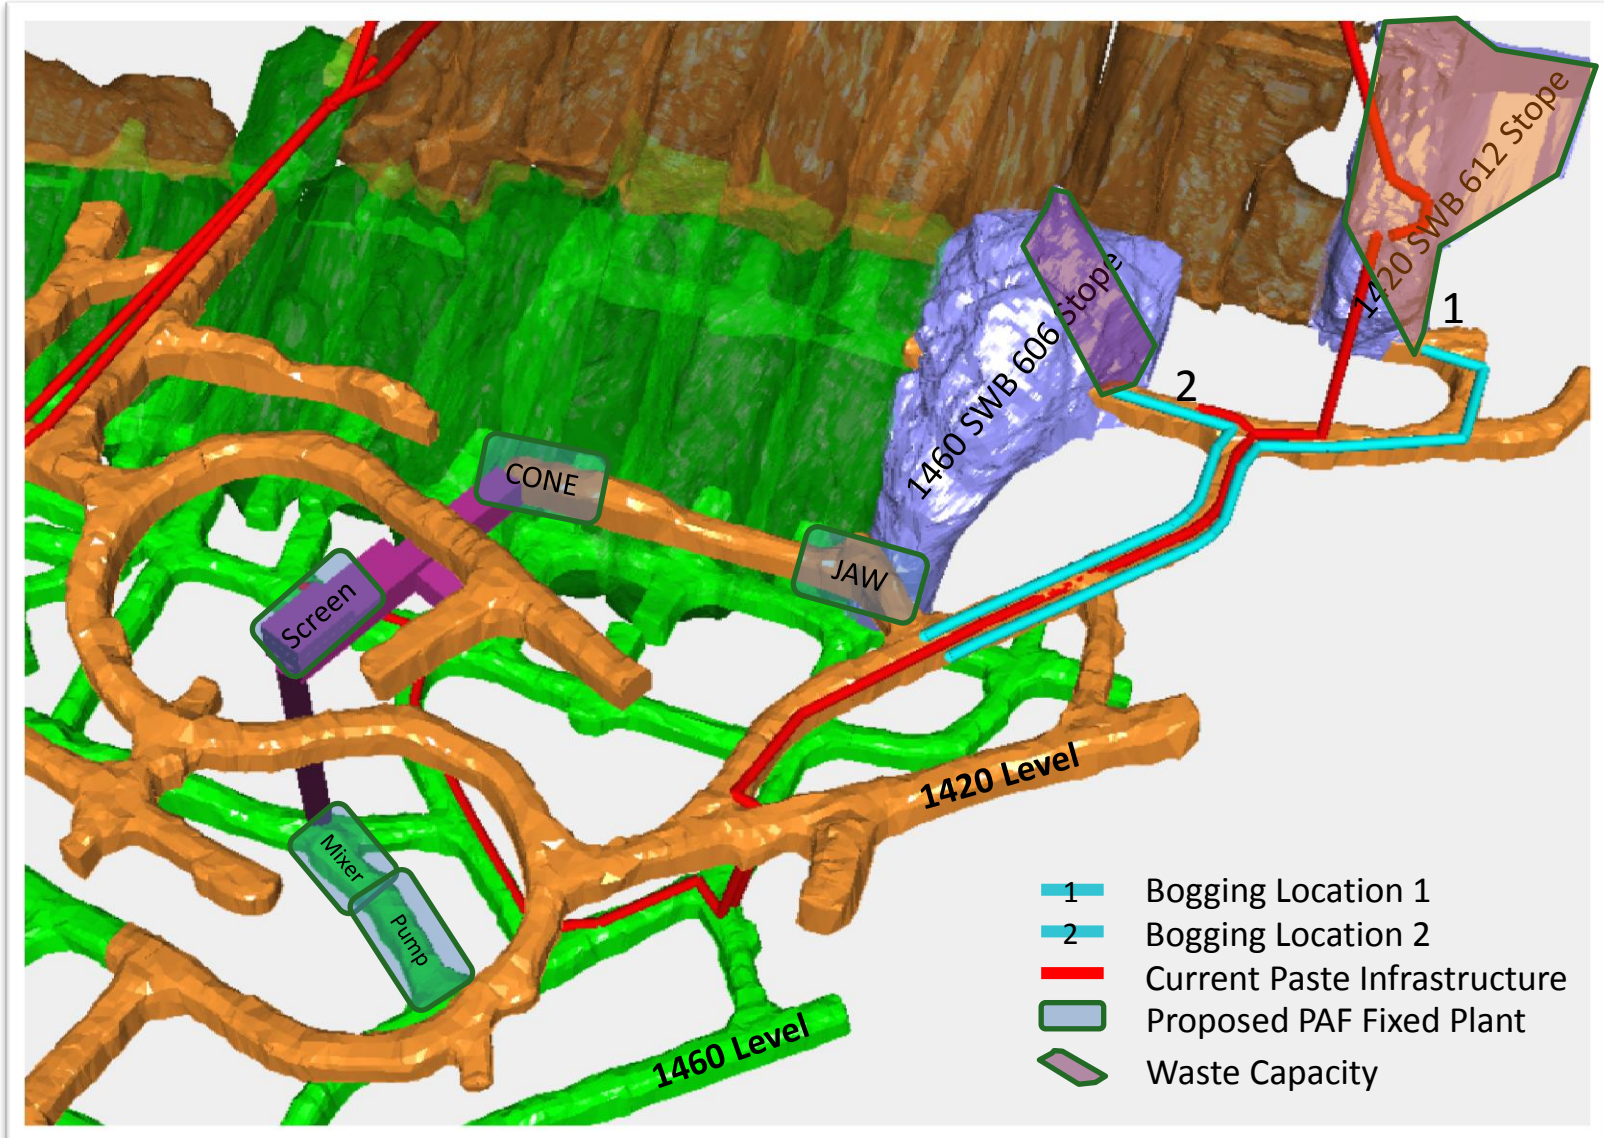 1420 SWB 612 Stope
1
1460 SWB 606 Stope
2
CONE
JAW
Screen
1420 Level
Mixer
Pump
1460 Level
1 Bogging Location 1
2 Bogging Location 2
Current Paste Infrastructure
Proposed PAF Fixed Plant
Waste Capacity